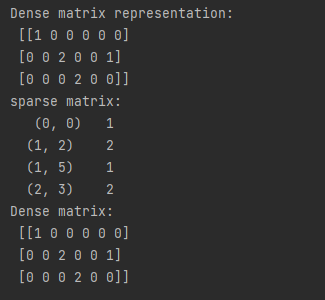 Dense matrix representation:
 [[1 0 0 0 0 0]
 [0 0 2 0 0 1]
 [0 0 0 2 0 0]]
sparse matrix:
   (0, 0)	1
  (1, 2)	2
  (1, 5)	1
  (2, 3)	2
Dense matrix:
 [[1 0 0 0 0 0]
 [0 0 2 0 0 1]
 [0 0 0 2 0 0]]